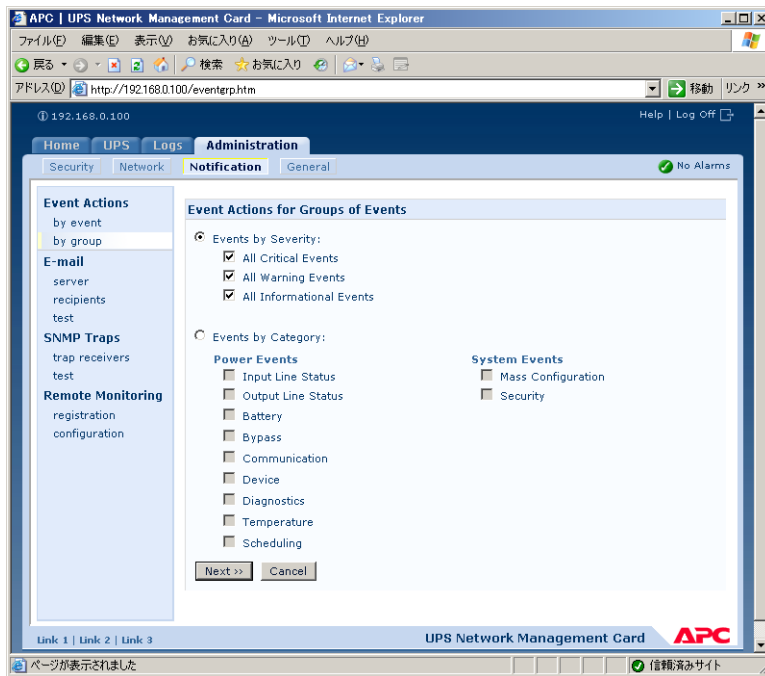 APC | UPS Network Management Card - Microsoft Internet Explorer
ファイル(F) 編集(E) 表示(V) お気に入り(A) ツール(T) ヘルプ(H)
戻る 検索 お気に入り
アドレス(D) http://192.168.0.100/eventgrp.htm 移動 リンク »
192.168.0.100 Help | Log Off
Home UPS Logs Administration
Security Network Notification General No Alarms
Event Actions
by event
by group
E-mail
server
recipients
test
SNMP Traps
trap receivers
test
Remote Monitoring
registration
configuration
Event Actions for Groups of Events
Events by Severity:
All Critical Events
All Warning Events
All Informational Events
Events by Category:
Power Events
Input Line Status
Output Line Status
Battery
Bypass
Communication
Device
Diagnostics
Temperature
Scheduling
System Events
Mass Configuration
Security
Next >> Cancel
Link 1 | Link 2 | Link 3 UPS Network Management Card APC
ページが表示されました 信頼済みサイト